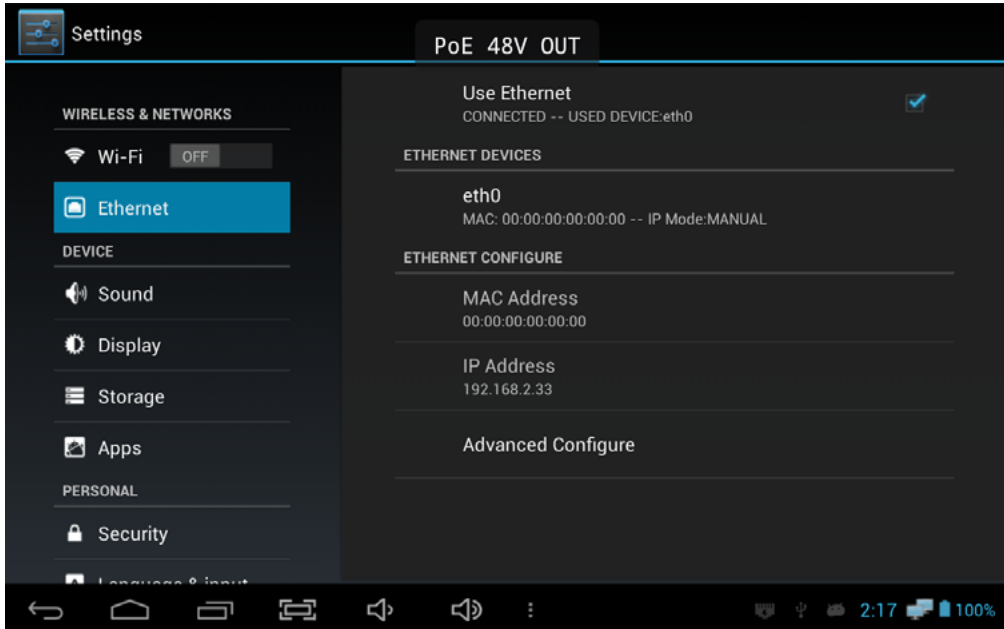 Settings
PoE 48V OUT
WIRELESS & NETWORKS
Wi-Fi OFF
Ethernet
DEVICE
Sound
Display
Storage
Apps
PERSONAL
Security
Language & input
Use Ethernet
CONNECTED -- USED DEVICE:eth0
ETHERNET DEVICES
eth0
MAC: 00:00:00:00:00:00 -- IP Mode:MANUAL
ETHERNET CONFIGURE
MAC Address
00:00:00:00:00:00
IP Address
192.168.2.33
Advanced Configure
2:17 100%